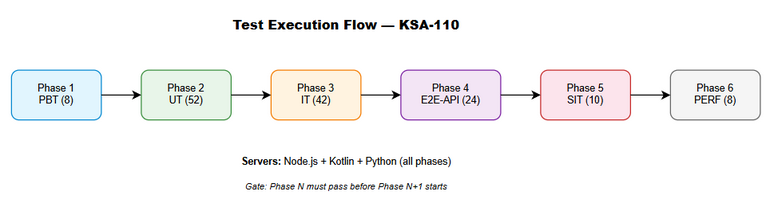 Test Execution Flow — KSA-110
Phase 1
PBT (8)
Phase 2
UT (52)
Phase 3
IT (42)
Phase 4
E2E-API (24)
Phase 5
SIT (10)
Phase 6
PERF (8)
Servers: Node.js + Kotlin + Python (all phases)
Gate: Phase N must pass before Phase N+1 starts